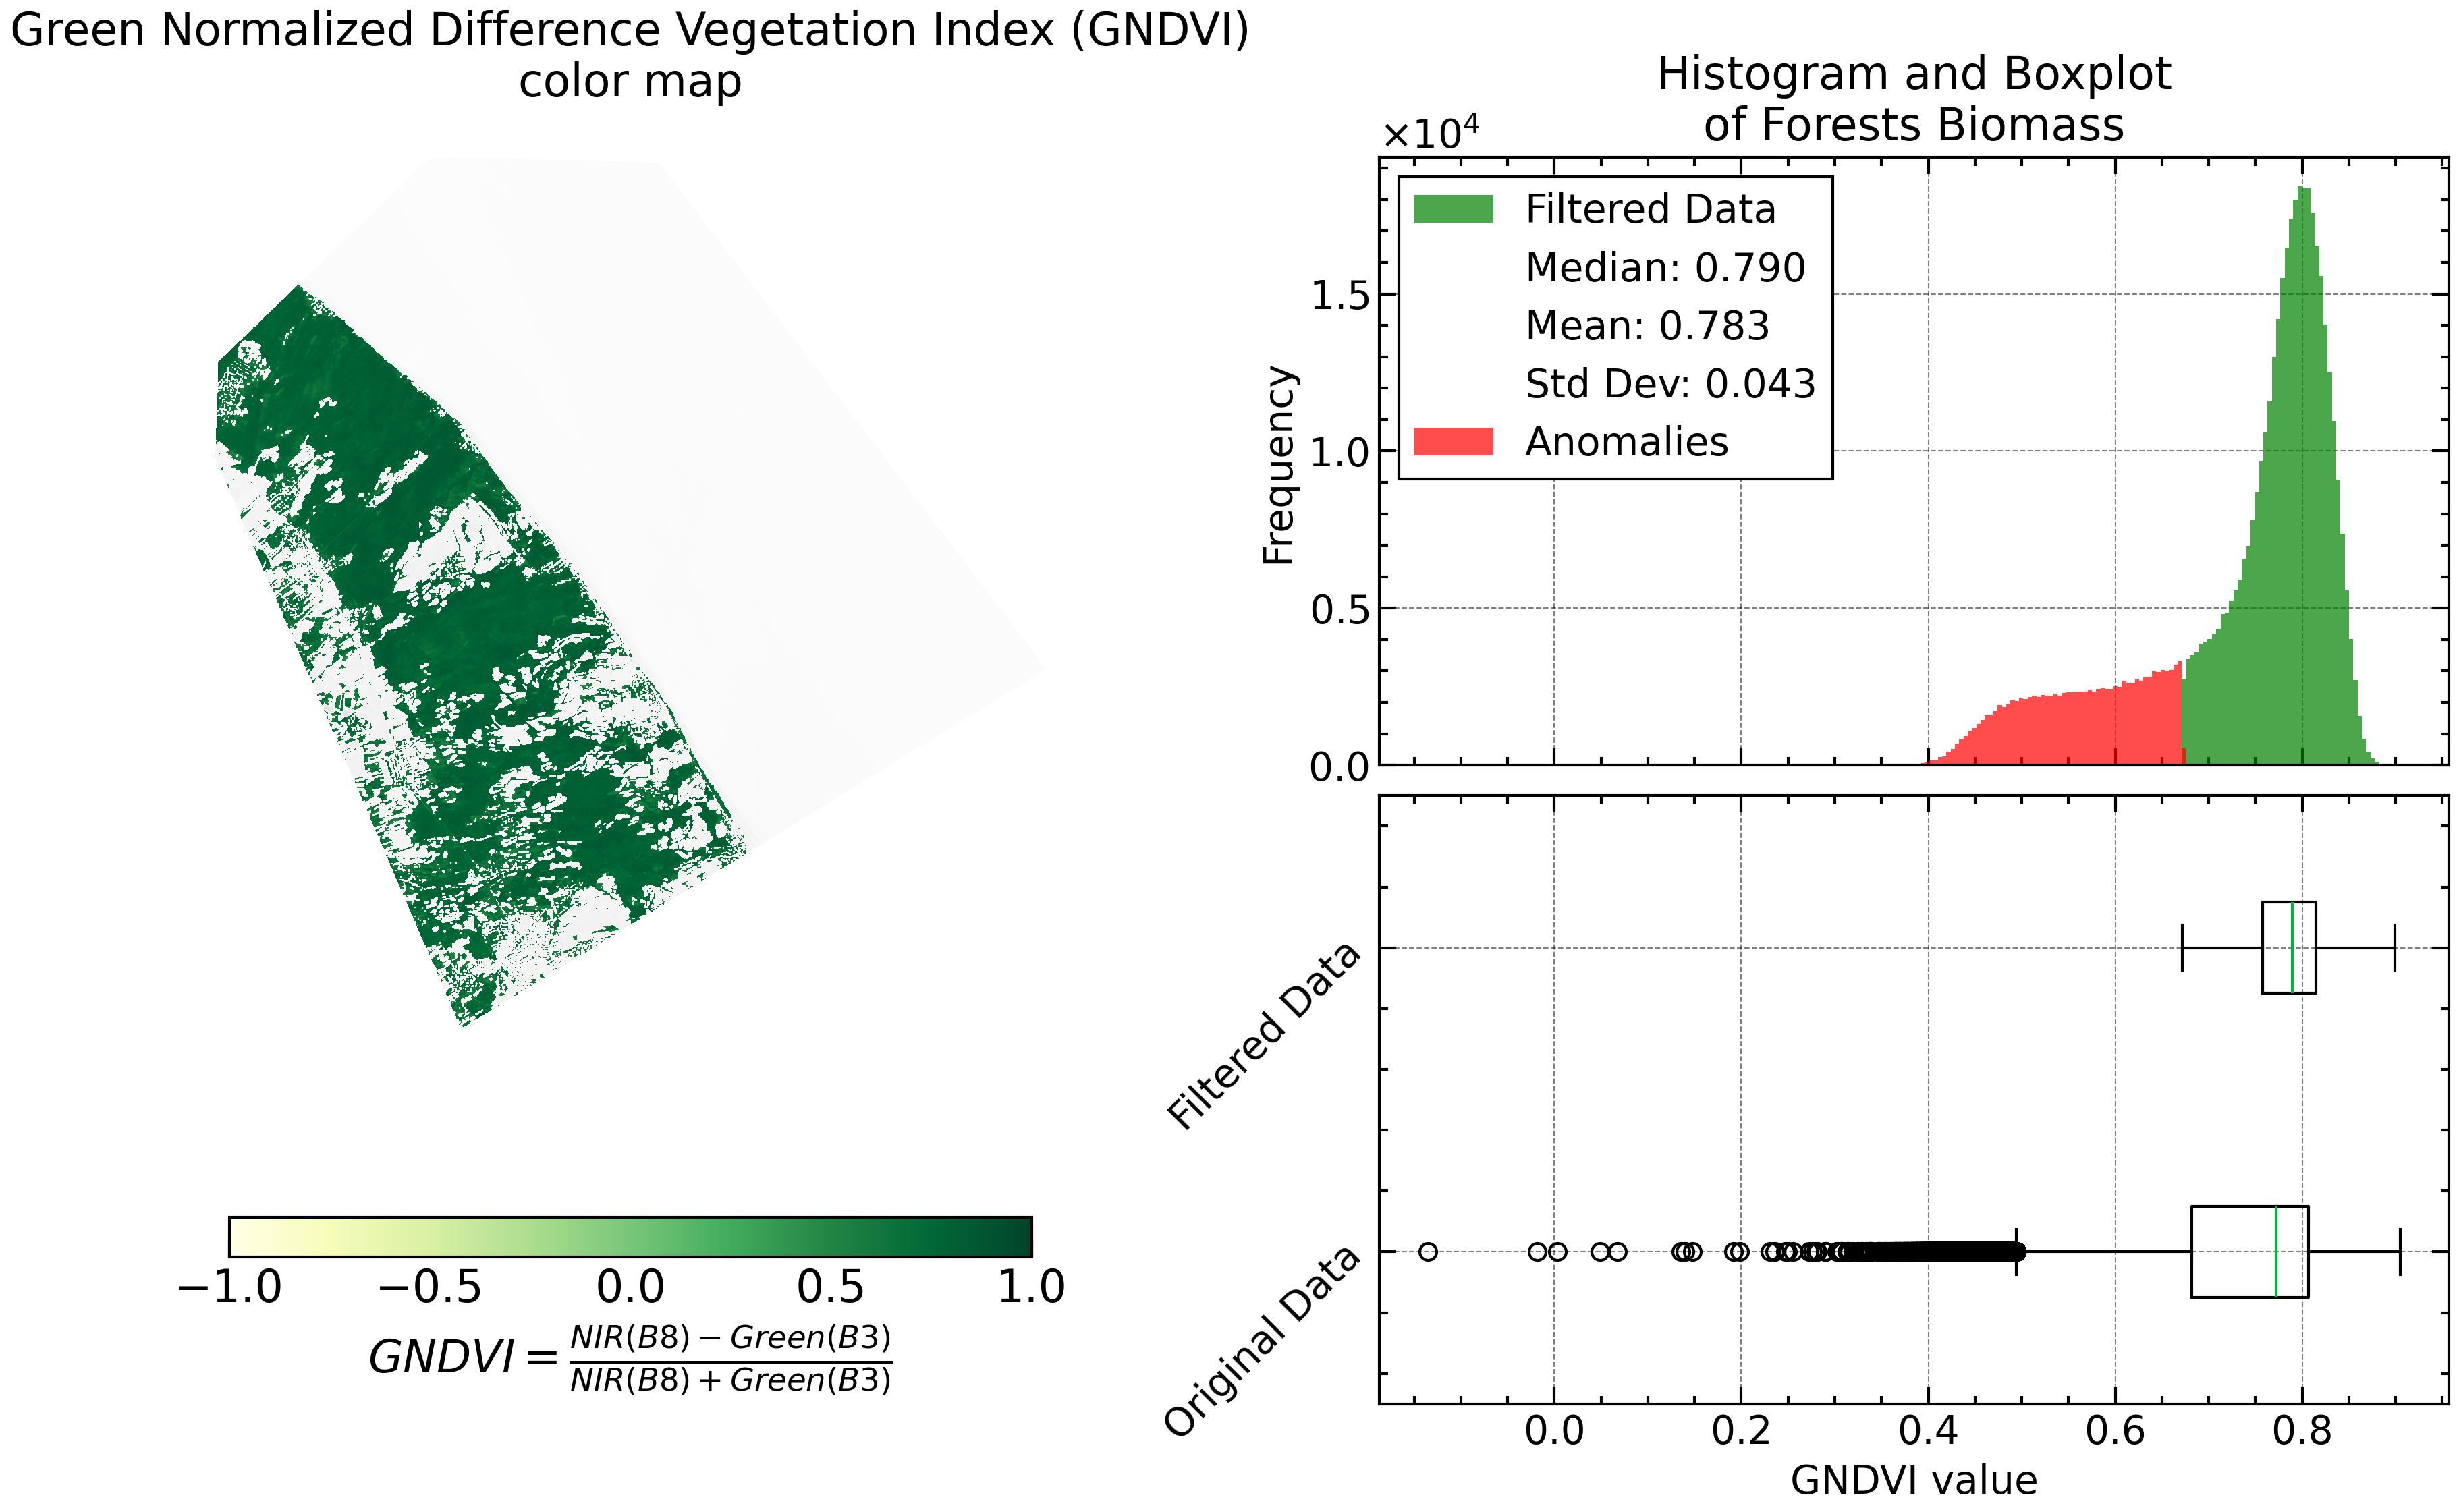 Green Normalized Difference Vegetation Index (GNDVI)
color map
−1.0 −0.5 0.0 0.5 1.0
GNDVI = NIR(B8) − Green(B3) / NIR(B8) + Green(B3)
Histogram and Boxplot
of Forests Biomass
×10⁴
Filtered Data
Median: 0.790
Mean: 0.783
Std Dev: 0.043
Anomalies
1.5
1.0
0.5
0.0
Frequency
Filtered Data
Original Data
0.0 0.2 0.4 0.6 0.8
GNDVI value